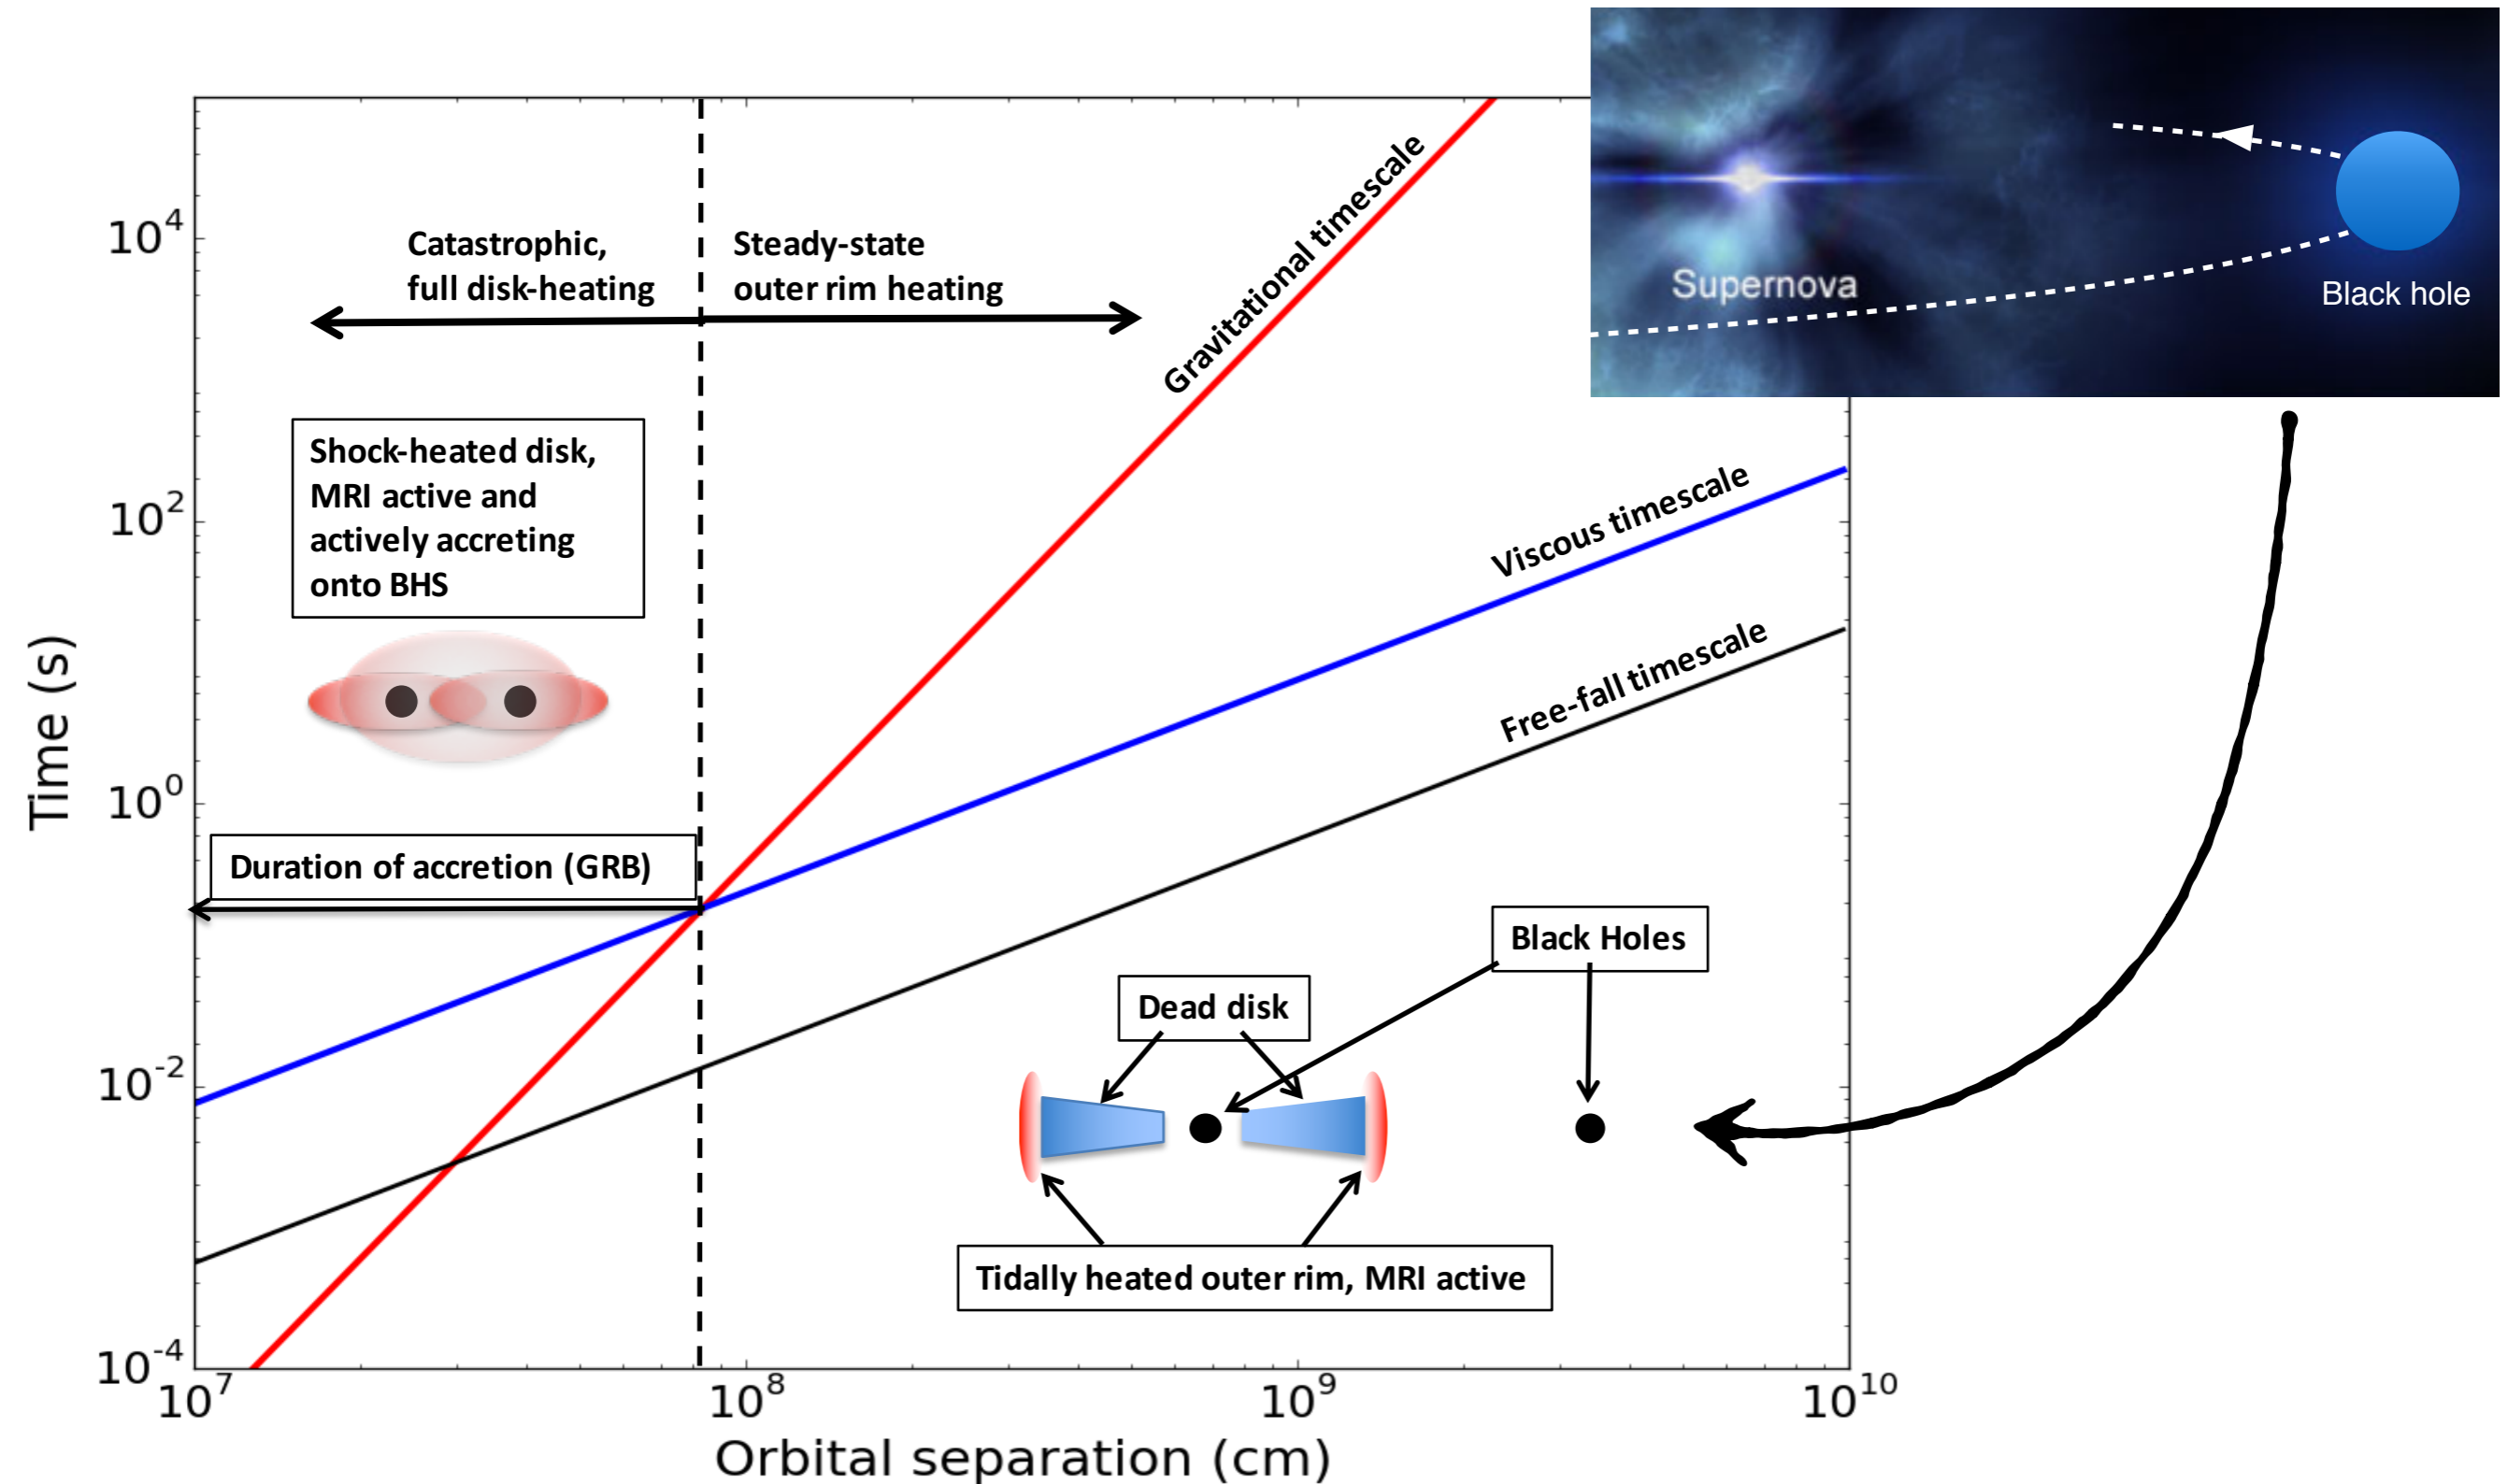 Supernova
Black hole
Gravitational timescale
Catastrophic,
full disk-heating
Steady-state
outer rim heating
10^4
Shock-heated disk,
MRI active and
actively accreting
onto BHS
10^2
Viscous timescale
Free-fall timescale
Time (s)
10^0
Duration of accretion (GRB)
Black Holes
Dead disk
10^-2
Tidally heated outer rim, MRI active
10^-4
10^7 10^8 10^9 10^10
Orbital separation (cm)